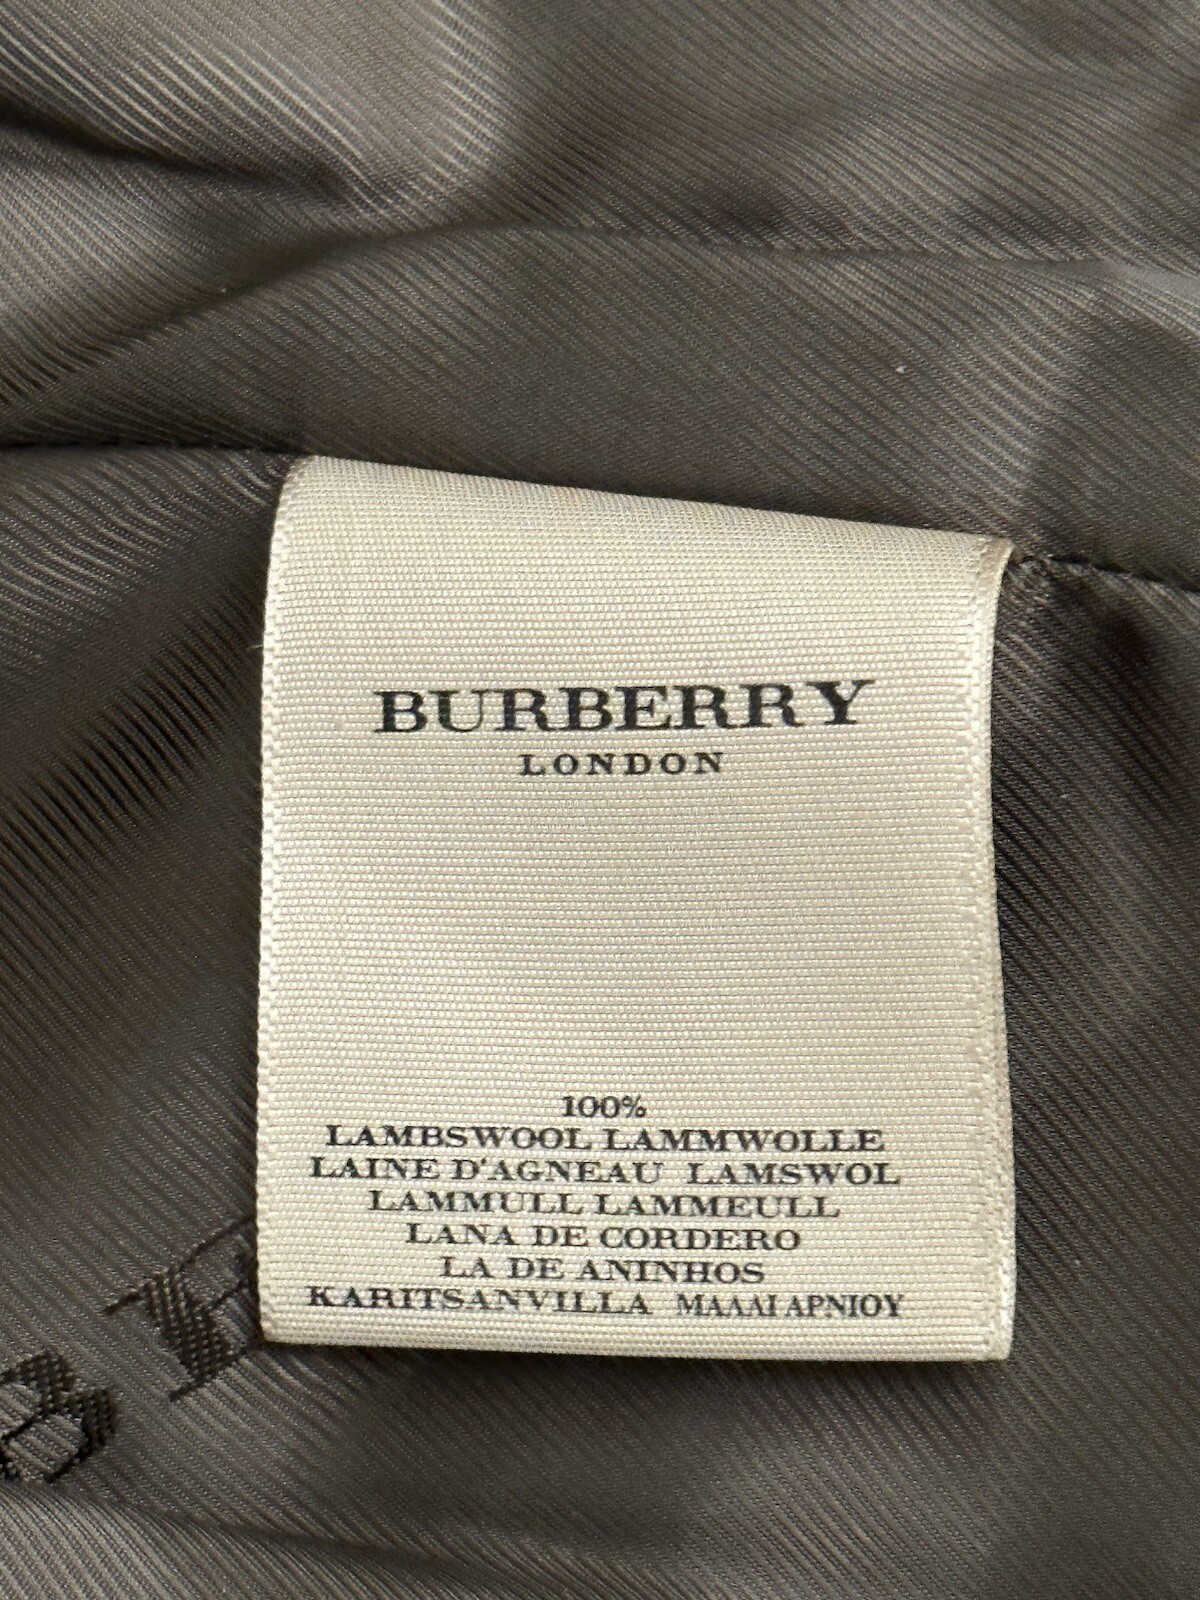 BURBERRY
LONDON
100%
LAMBSWOOL LAMMWOLLE
LAINE D'AGNEAU LAMSWOL
LAMMULL LAMMEULL
LANA DE CORDERO
LA DE ANINHOS
KARITSANVILLA ΜΑΛΛΙ ΑΡΝΙΟΥ
B